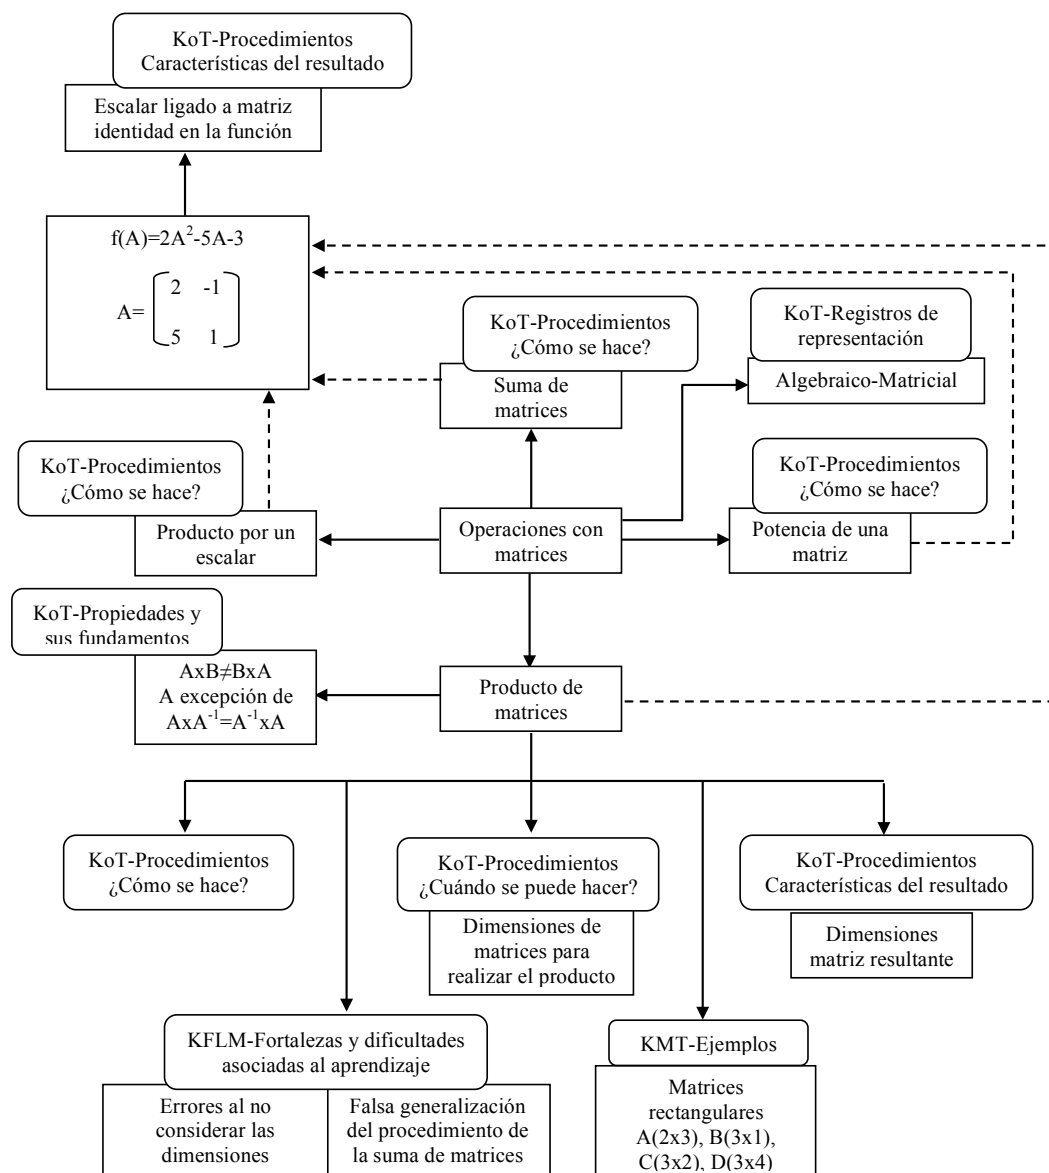 KoT-Procedimientos
Características del resultado
Escalar ligado a matriz
identidad en la función
f(A)=2A²-5A-3
A=
2 -1
5 1
KoT-Procedimientos
¿Cómo se hace?
Suma de
matrices
KoT-Registros de
representación
Algebraico-Matricial
KoT-Procedimientos
¿Cómo se hace?
Producto por un
escalar
Operaciones con
matrices
KoT-Procedimientos
¿Cómo se hace?
Potencia de una
matriz
KoT-Propiedades y
sus fundamentos
AxB≠BxA
A excepción de
AxA⁻¹=A⁻¹xA
Producto de
matrices
KoT-Procedimientos
¿Cómo se hace?
KoT-Procedimientos
¿Cuándo se puede hacer?
Dimensiones de
matrices para
realizar el producto
KoT-Procedimientos
Características del resultado
Dimensiones
matriz resultante
KFLM-Fortalezas y dificultades
asociadas al aprendizaje
Errores al no
considerar las
dimensiones
Falsa generalización
del procedimiento de
la suma de matrices
KMT-Ejemplos
Matrices
rectangulares
A(2x3), B(3x1),
C(3x2), D(3x4)